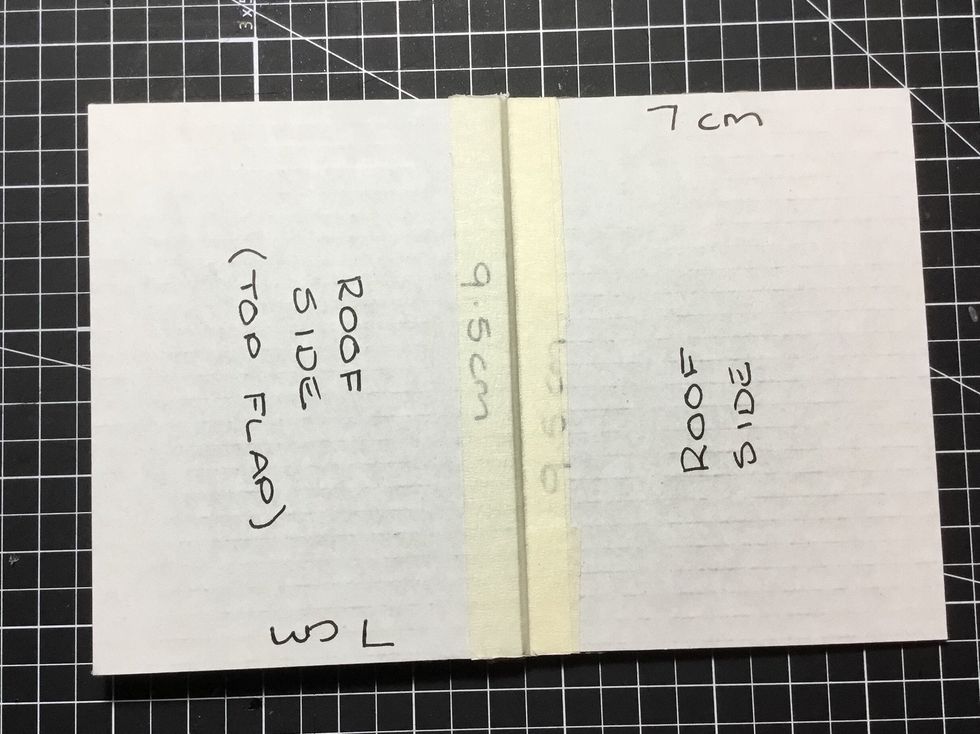 7 cm
ROOF
SIDE
(TOP FLAP)
7 cm
9.5cm
9.5cm
ROOF
SIDE